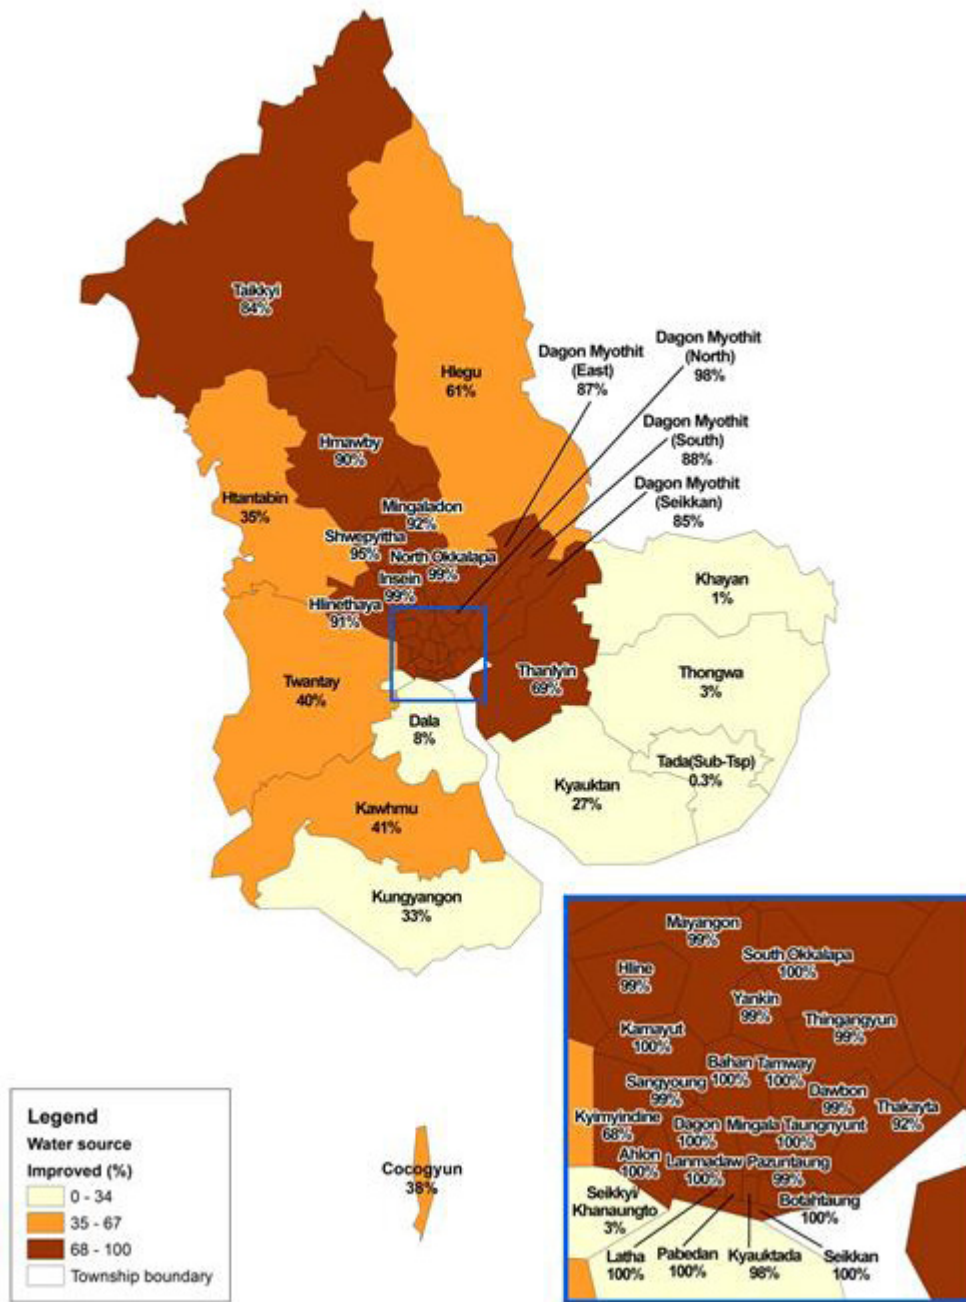 Taikkyi
84%
Hlegu
61%
Dagon Myothit
(East)
87%
Dagon Myothit
(North)
98%
Dagon Myothit
(South)
88%
Dagon Myothit
(Seikkan)
85%
Hmawby
90%
Htantabin
35%
Mingaladon
92%
Shwepyitha
95%
North Okkalapa
99%
Insein
99%
Hlinethaya
91%
Khayan
1%
Thongwa
3%
Thanlyin
69%
Twantay
40%
Dala
8%
Tada(Sub-Tsp)
0.3%
Kyauktan
27%
Kawhmu
41%
Kungyangon
33%
Mayangon
99%
South Okkalapa
100%
Hline
99%
Yankin
99%
Thingangyun
99%
Kamayut
100%
Bahan
100%
Tamway
100%
Sangyoung
99%
Dawbon
99%
Thakayta
92%
Kyimyindine
68%
Dagon
100%
Mingala Taungnyunt
100%
Ahlon
100%
Lanmadaw
100%
Pazuntaung
99%
Botahtaung
100%
Seikkyi/
Khanaungto
3%
Latha
100%
Pabedan
100%
Kyauktada
98%
Seikkan
100%
Cocogyun
38%
Legend
Water source
Improved (%)
0 - 34
35 - 67
68 - 100
Township boundary